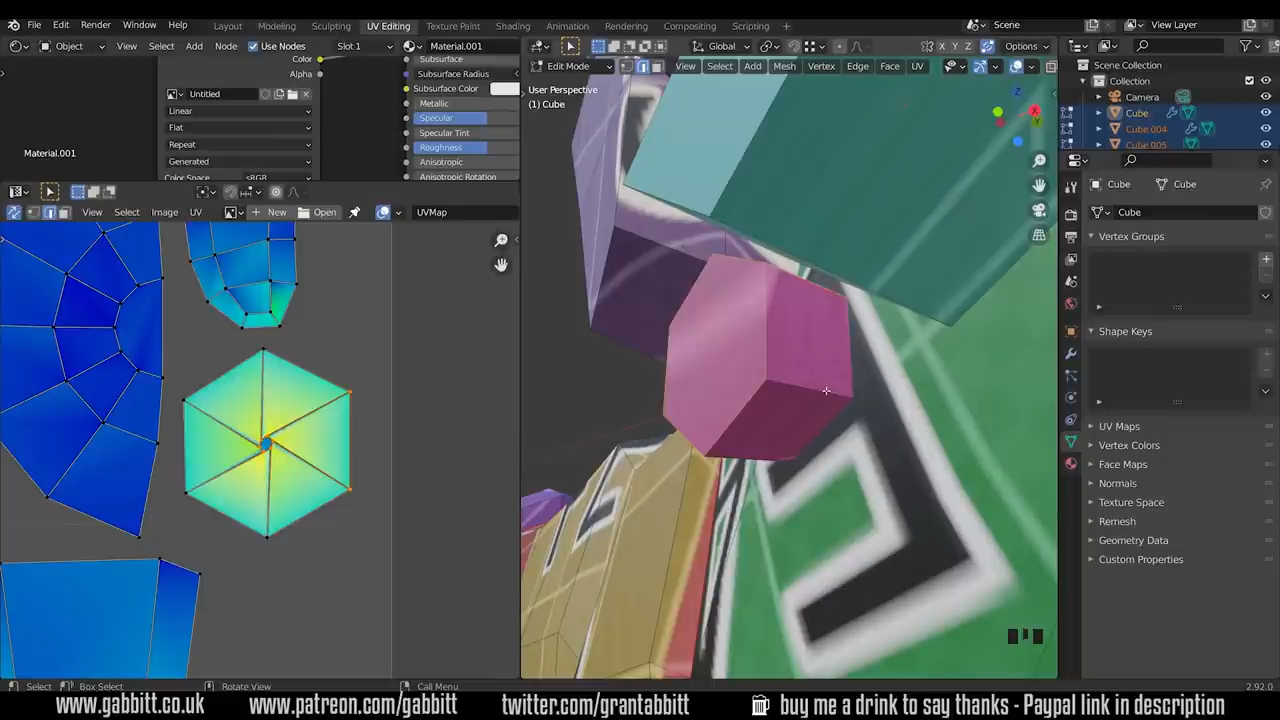 File Edit Render Window Help Layout Modeling Sculpting UV Editing Texture Paint Shading Animation Rendering Compositing Scripting + Scene View Layer
Object View Select Add Node Use Nodes Slot 1 Material.001 Global X Y Z Options
Color Subsurface Edit Mode View Select Add Mesh Vertex Edge Face UV Scene Collection
Alpha Subsurface Radius User Perspective Collection
Untitled Subsurface Color (1) Cube Camera
Linear Metallic Cube
Flat Specular Cube.004
Repeat Specular Tint Cube.005
Material.001 Generated Roughness
Color Space sRGB Anisotropic
Anisotropic Rotation
View Select Image UV New Open UVMap
Cube Cube
Cube
Vertex Groups
Shape Keys
UV Maps
Vertex Colors
Face Maps
Normals
Texture Space
Remesh
Geometry Data
Custom Properties
Select Box Select Rotate View Call Menu 2.92.0
www.gabbitt.co.uk www.patreon.com/gabbitt twitter.com/grantabbitt buy me a drink to say thanks - Paypal link in description